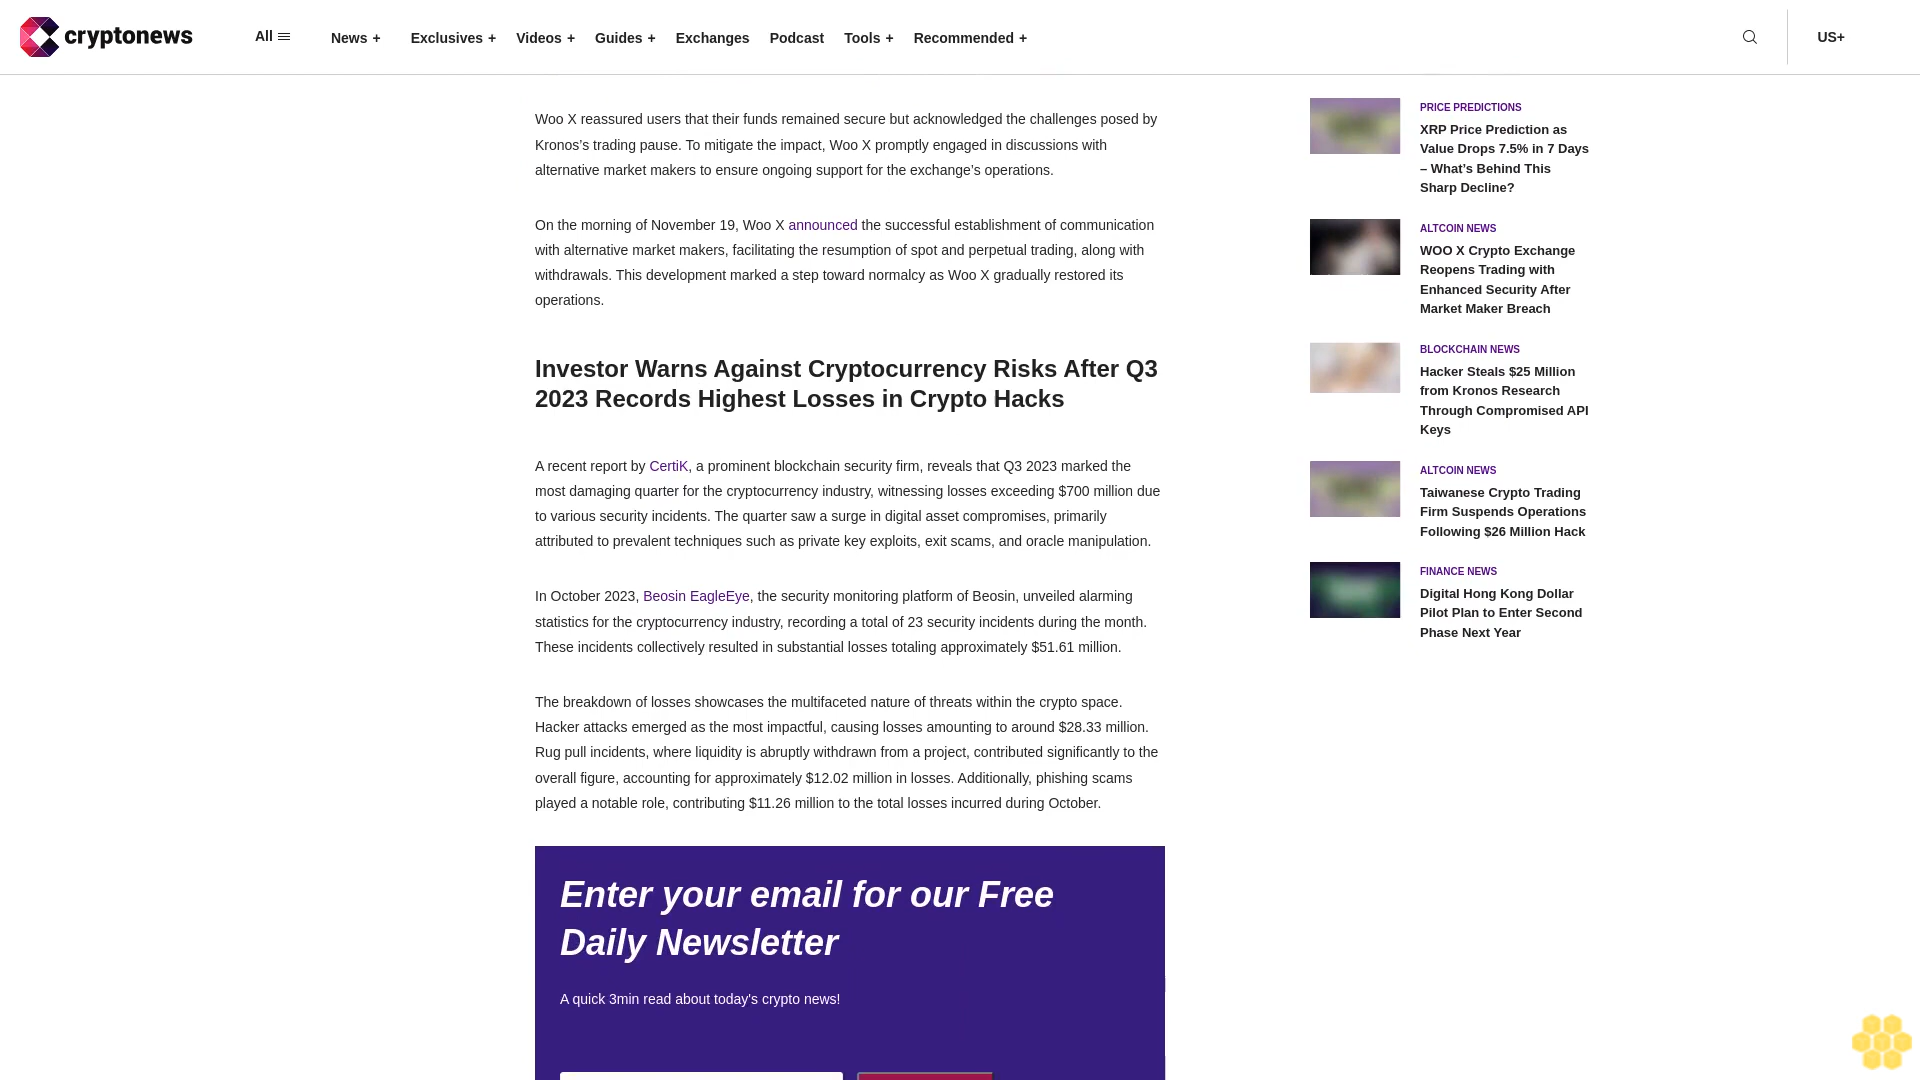 cryptonews
All
News +
Exclusives +
Videos +
Guides +
Exchanges
Podcast
Tools +
Recommended +
US+
Woo X reassured users that their funds remained secure but acknowledged the challenges posed by
Kronos’s trading pause. To mitigate the impact, Woo X promptly engaged in discussions with
alternative market makers to ensure ongoing support for the exchange’s operations.
On the morning of November 19, Woo X announced the successful establishment of communication
with alternative market makers, facilitating the resumption of spot and perpetual trading, along with
withdrawals. This development marked a step toward normalcy as Woo X gradually restored its
operations.
Investor Warns Against Cryptocurrency Risks After Q3
2023 Records Highest Losses in Crypto Hacks
A recent report by CertiK, a prominent blockchain security firm, reveals that Q3 2023 marked the
most damaging quarter for the cryptocurrency industry, witnessing losses exceeding $700 million due
to various security incidents. The quarter saw a surge in digital asset compromises, primarily
attributed to prevalent techniques such as private key exploits, exit scams, and oracle manipulation.
In October 2023, Beosin EagleEye, the security monitoring platform of Beosin, unveiled alarming
statistics for the cryptocurrency industry, recording a total of 23 security incidents during the month.
These incidents collectively resulted in substantial losses totaling approximately $51.61 million.
The breakdown of losses showcases the multifaceted nature of threats within the crypto space.
Hacker attacks emerged as the most impactful, causing losses amounting to around $28.33 million.
Rug pull incidents, where liquidity is abruptly withdrawn from a project, contributed significantly to the
overall figure, accounting for approximately $12.02 million in losses. Additionally, phishing scams
played a notable role, contributing $11.26 million to the total losses incurred during October.
Enter your email for our Free
Daily Newsletter
A quick 3min read about today's crypto news!
PRICE PREDICTIONS
XRP Price Prediction as
Value Drops 7.5% in 7 Days
– What’s Behind This
Sharp Decline?
ALTCOIN NEWS
WOO X Crypto Exchange
Reopens Trading with
Enhanced Security After
Market Maker Breach
BLOCKCHAIN NEWS
Hacker Steals $25 Million
from Kronos Research
Through Compromised API
Keys
ALTCOIN NEWS
Taiwanese Crypto Trading
Firm Suspends Operations
Following $26 Million Hack
FINANCE NEWS
Digital Hong Kong Dollar
Pilot Plan to Enter Second
Phase Next Year